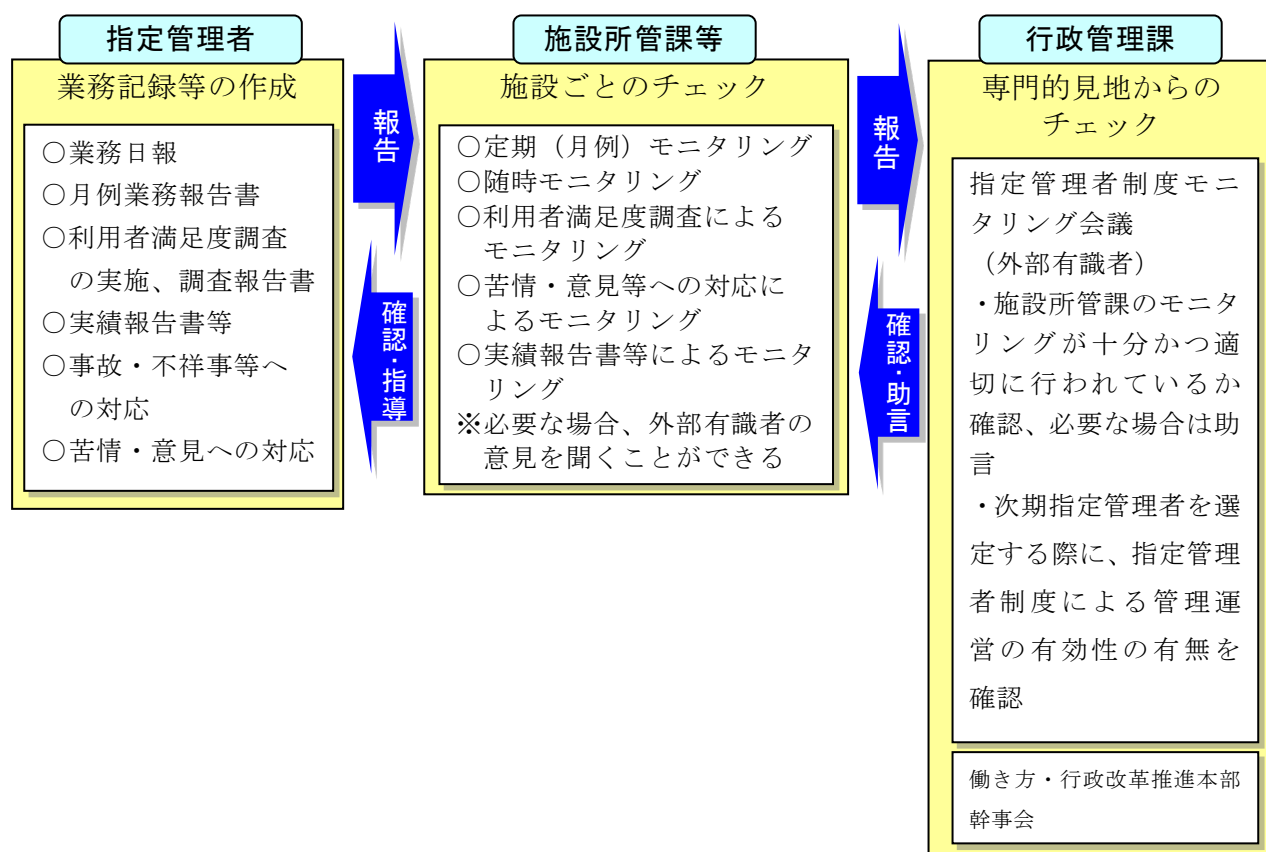 指定管理者
業務記録等の作成
○業務日報
○月例業務報告書
○利用者満足度調査
の実施、調査報告書
○実績報告書等
○事故・不祥事等へ
の対応
○苦情・意見への対応
報告
確認・指導
施設所管課等
施設ごとのチェック
○定期（月例）モニタリング
○随時モニタリング
○利用者満足度調査による
モニタリング
○苦情・意見等への対応に
よるモニタリング
○実績報告書等によるモニタ
リング
※必要な場合、外部有識者の
意見を聞くことができる
報告
確認・助言
行政管理課
専門的見地からの
チェック
指定管理者制度モニ
タリング会議
（外部有識者）
・施設所管課のモニタ
リングが十分かつ適
切に行われているか
確認、必要な場合は助
言
・次期指定管理者を選
定する際に、指定管理
者制度による管理運
営の有効性の有無を
確認
働き方・行政改革推進本部
幹事会